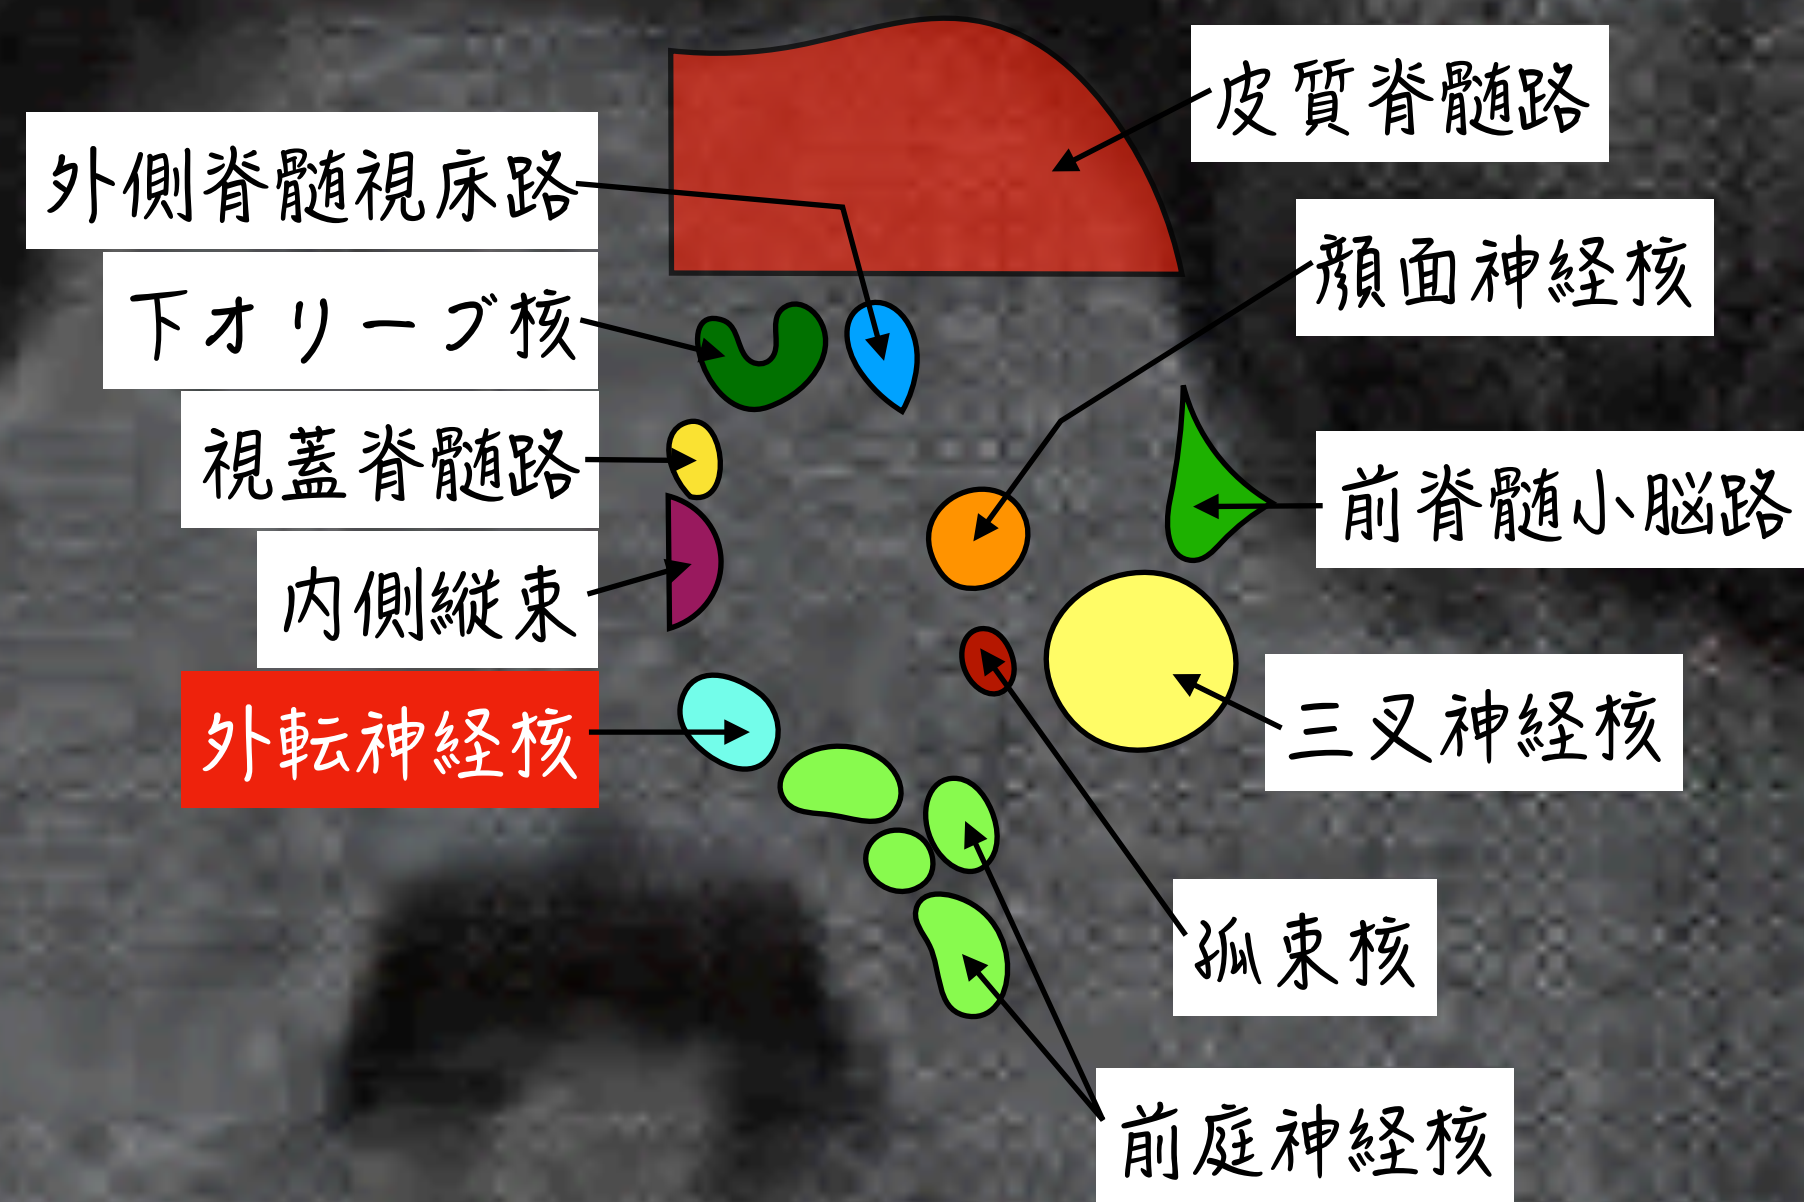 皮質脊髄路
外側脊髄視床路
顔面神経核
下オリーブ核
視蓋脊髄路
前脊髄小脳路
内側縦束
外転神経核
三叉神経核
孤束核
前庭神経核